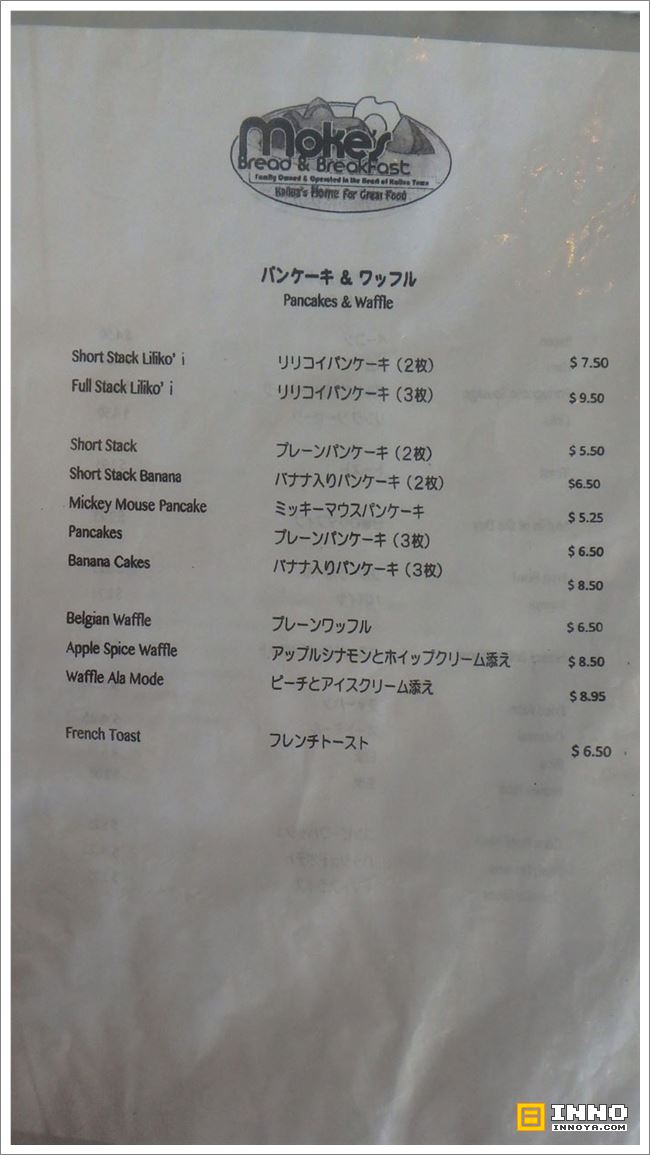 Moke's
Bread & Breakfast
Family Owned & Operated in the Heart of Kailua Town
Kailua's Home For Great Food
パンケーキ & ワッフル
Pancakes & Waffle
Short Stack Liliko' i リリコイパンケーキ（2枚） $ 7.50
Full Stack Liliko' i リリコイパンケーキ（3枚） $ 9.50
Short Stack プレーンパンケーキ（2枚） $ 5.50
Short Stack Banana バナナ入りパンケーキ（2枚） $6.50
Mickey Mouse Pancake ミッキーマウスパンケーキ $ 5.25
Pancakes プレーンパンケーキ（3枚） $ 6.50
Banana Cakes バナナ入りパンケーキ（3枚） $ 8.50
Belgian Waffle プレーンワッフル $ 6.50
Apple Spice Waffle アップルシナモンとホイップクリーム添え $ 8.50
Waffle Ala Mode ピーチとアイスクリーム添え $ 8.95
French Toast フレンチトースト $ 6.50
INNO
INNOYA.COM